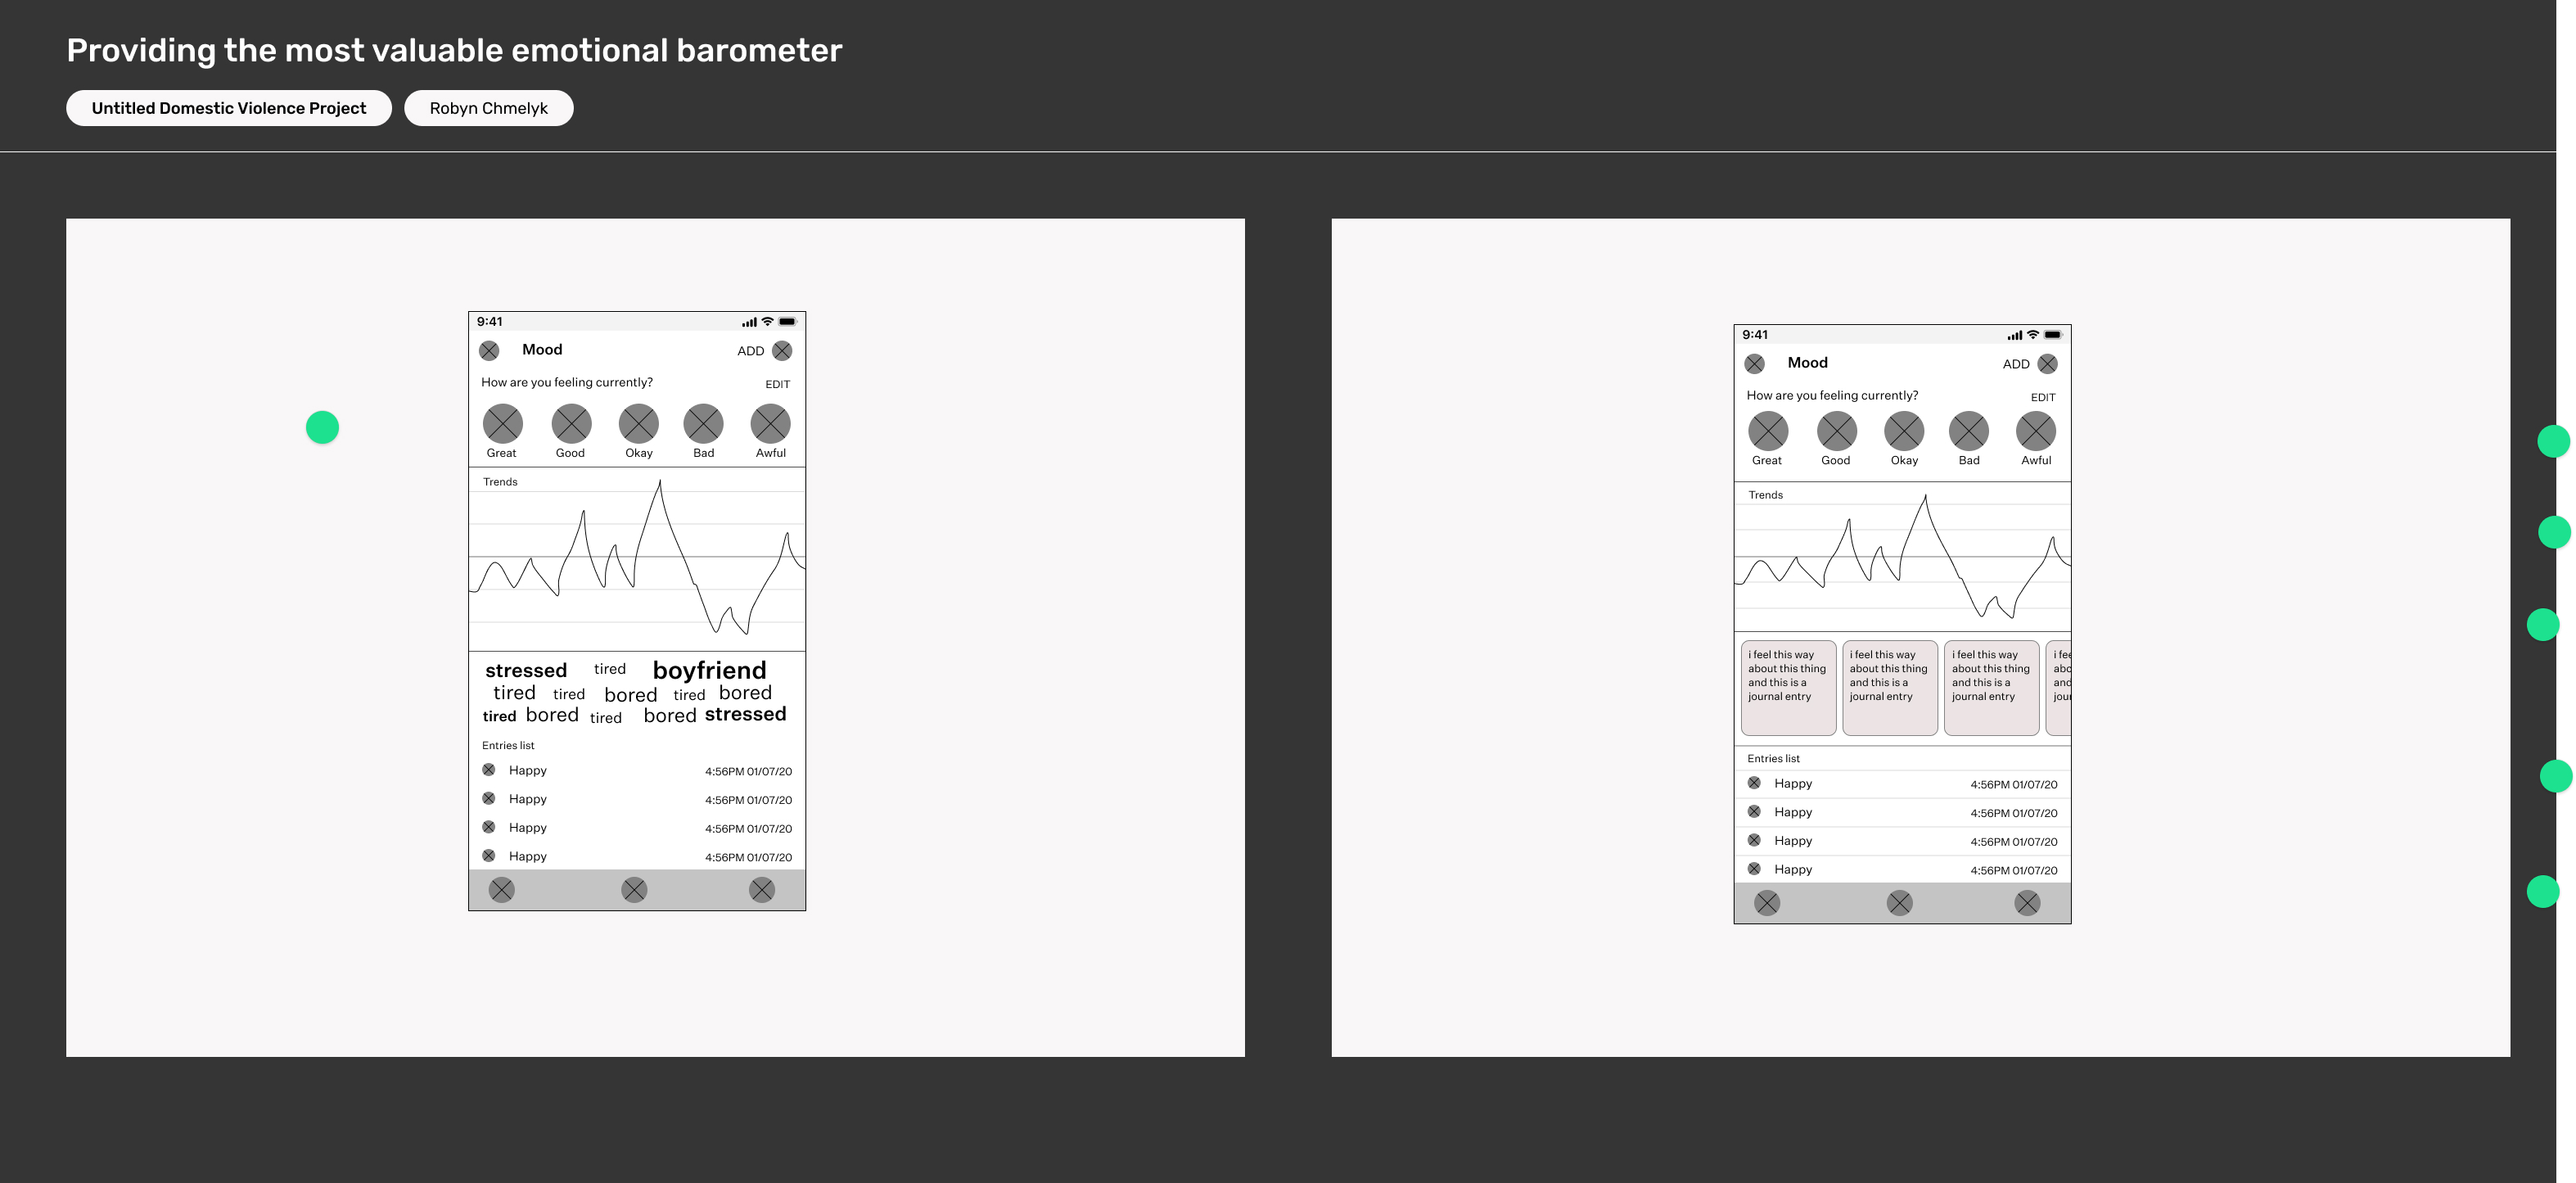 Providing the most valuable emotional barometer
Untitled Domestic Violence Project
Robyn Chmelyk
9:41
Mood
ADD
How are you feeling currently?
EDIT
Great Good Okay Bad Awful
Trends
stressed tired boyfriend
tired tired bored tired bored
tired bored tired bored stressed
Entries list
Happy 4:56PM 01/07/20
Happy 4:56PM 01/07/20
Happy 4:56PM 01/07/20
Happy 4:56PM 01/07/20
9:41
Mood
ADD
How are you feeling currently?
EDIT
Great Good Okay Bad Awful
Trends
i feel this way
about this thing
and this is a
journal entry
i feel this way
about this thing
and this is a
journal entry
i feel this way
about this thing
and this is a
journal entry
i fee
abo
and
jour
Entries list
Happy 4:56PM 01/07/20
Happy 4:56PM 01/07/20
Happy 4:56PM 01/07/20
Happy 4:56PM 01/07/20